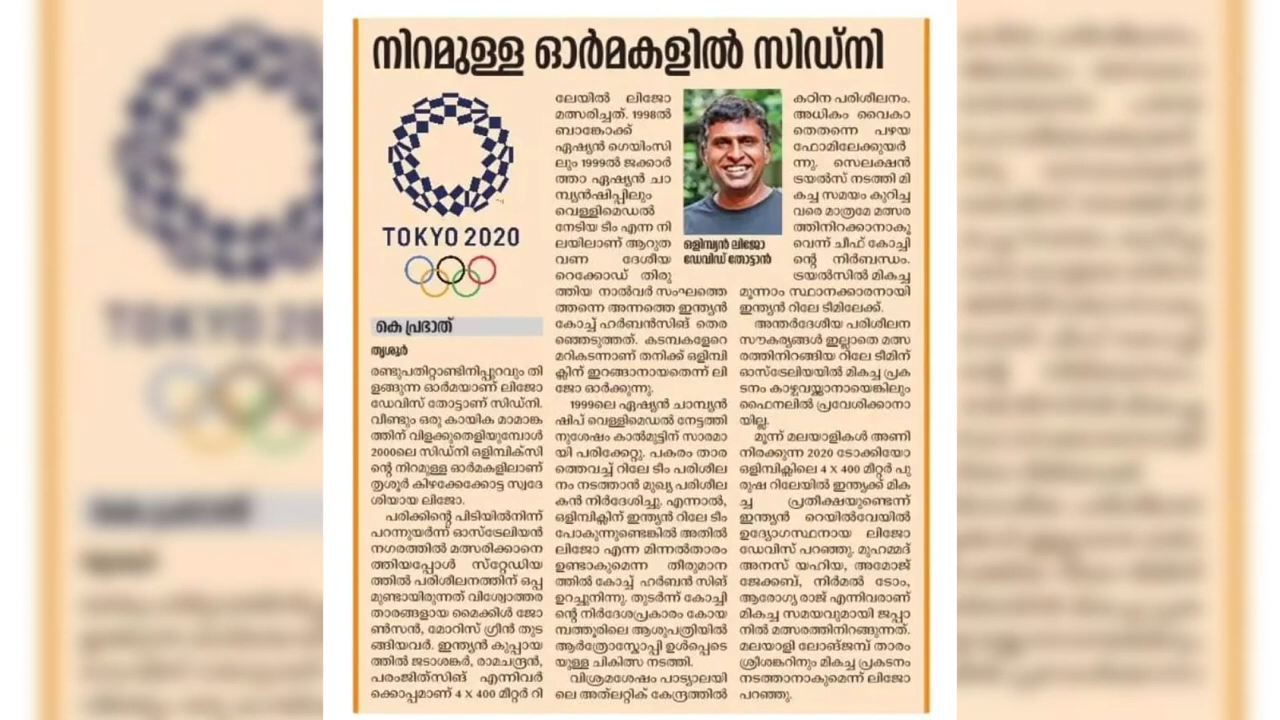 നിറമുള്ള ഓർമകളിൽ സിഡ്നി
TOKYO 2020
കെ പ്രഭാത്
തൃശൂർ
രണ്ടുപതിറ്റാണ്ടിനിപ്പുറവും തി
ളങ്ങുന്ന ഓർമയാണ് ലിജോ
ഡേവിസ് തോട്ടാന് സിഡ്നി.
വീണ്ടും ഒരു കായിക മാമാങ്ക
ത്തിന് വിളക്കുതെളിയുമ്പോൾ
2000ലെ സിഡ്നി ഒളിമ്പിക്സി
ന്റെ നിറമുള്ള ഓർമകളിലാണ്
തൃശൂർ കിഴക്കേക്കോട്ട സ്വദേ
ശിയായ ലിജോ.
പരിക്കിന്റെ പിടിയിൽനിന്ന്
പറന്നുയർന്ന് ഓസ്ട്രേലിയൻ
നഗരത്തിൽ മത്സരിക്കാനെ
ത്തിയപ്പോൾ സ്റ്റേഡിയ
ത്തിൽ പരിശീലനത്തിന് ഒപ്പ
മുണ്ടായിരുന്നത് വിശ്വോത്തര
താരങ്ങളായ മൈക്കിൾ ജോ
ൺസൻ, മോറിസ് ഗ്രീൻ തുട
ങ്ങിയവർ. ഇന്ത്യൻ കുപ്പായ
ത്തിൽ ജടാശങ്കർ, രാമചന്ദ്രൻ,
പരംജിത്സിങ് എന്നിവർ
ക്കൊപ്പമാണ് 4 X 400 മീറ്റർ റി
ലേയിൽ ലിജോ
മത്സരിച്ചത്. 1998ൽ
ബാങ്കോക്ക്
ഏഷ്യൻ ഗെയിംസി
ലും 1999ൽ ജക്കാർ
ത്താ ഏഷ്യൻ ചാ
മ്പ്യൻഷിപ്പിലും
വെള്ളിമെഡൽ
നേടിയ ടീം എന്ന നി
ലയിലാണ് ആറുത
വണ ദേശീയ
റെക്കോഡ് തിരു
ത്തിയ നാൽവർ സംഘത്തെ
ത്തന്നെ അന്നത്തെ ഇന്ത്യൻ
കോച്ച് ഹർബൻസിങ് തെര
ഞ്ഞെടുത്തത്. കടമ്പകളേറെ
മറികടന്നാണ് തനിക്ക് ഒളിമ്പി
ക്സിന് ഇറങ്ങാനായതെന്ന് ലി
ജോ ഓർക്കുന്നു.
1999ലെ ഏഷ്യൻ ചാമ്പ്യൻ
ഷിപ് വെള്ളിമെഡൽ നേട്ടത്തി
നുശേഷം കാൽമുട്ടിന് സാരമാ
യി പരിക്കേറ്റു. പകരം താര
ത്തെവച്ച് റിലേ ടീം പരിശീല
നം നടത്താൻ മുഖ്യ പരിശീല
കൻ നിർദേശിച്ചു. എന്നാൽ,
ഒളിമ്പിക്സിന് ഇന്ത്യൻ റിലേ ടീം
പോകുന്നുണ്ടെങ്കിൽ അതിൽ
ലിജോ എന്ന മിന്നൽതാരം
ഉണ്ടാകുമെന്ന തീരുമാന
ത്തിൽ കോച്ച് ഹർബൻ സിങ്
ഉറച്ചുനിന്നു. തുടർന്ന് കോച്ചി
ന്റെ നിർദേശപ്രകാരം കോയ
മ്പത്തൂരിലെ ആശുപത്രിയിൽ
ആർത്രോസ്കോപ്പി ഉൾപ്പെടെ
യുള്ള ചികിത്സ നടത്തി.
വിശ്രമശേഷം പാട്യാലയി
ലെ അത്‌ലറ്റിക് കേന്ദ്രത്തിൽ
ഒളിമ്പ്യൻ ലിജോ
ഡേവിഡ് തോട്ടാൻ
കഠിന പരിശീലനം.
അധികം വൈകാ
തെതന്നെ പഴയ
ഫോമിലേക്കുയർ
ന്നു. സെലക്ഷൻ
ട്രയൽസ് നടത്തി മി
കച്ച സമയം കുറിച്ച
വരെ മാത്രമേ മത്സര
ത്തിനിറക്കാനാകൂ
വെന്ന് ചീഫ് കോച്ചി
ന്റെ നിർബന്ധം.
ട്രയൽസിൽ മികച്ച
മൂന്നാം സ്ഥാനക്കാരനായി
ഇന്ത്യൻ റിലേ ടീമിലേക്ക്.
അന്തർദേശീയ പരിശീലന
സൗകര്യങ്ങൾ ഇല്ലാതെ മത്സ
രത്തിനിറങ്ങിയ റിലേ ടീമിന്
ഓസ്ട്രേലിയയിൽ മികച്ച പ്രക
ടനം കാഴ്ചവയ്ക്കാനായെങ്കിലും
ഫൈനലിൽ പ്രവേശിക്കാനാ
യില്ല.
മൂന്ന് മലയാളികൾ അണി
നിരക്കുന്ന 2020 ടോക്കിയോ
ഒളിമ്പിക്സിലെ 4 X 400 മീറ്റർ പു
രുഷ റിലേയിൽ ഇന്ത്യക്ക് മിക
ച്ച പ്രതീക്ഷയുണ്ടെന്ന്
ഇന്ത്യൻ റെയിൽവേയിൽ
ഉദ്യോഗസ്ഥനായ ലിജോ
ഡേവിസ് പറഞ്ഞു. മുഹമ്മദ്
അനസ് യഹിയ, അമോജ്
ജേക്കബ്, നിർമൽ ടോം,
ആരോഗ്യ രാജ് എന്നിവരാണ്
മികച്ച സമയവുമായി ജപ്പാ
നിൽ മത്സരത്തിനിറങ്ങുന്നത്.
മലയാളി ലോങ്ജമ്പ് താരം
ശ്രീശങ്കറിനും മികച്ച പ്രകടനം
നടത്താനാകുമെന്ന് ലിജോ
പറഞ്ഞു.